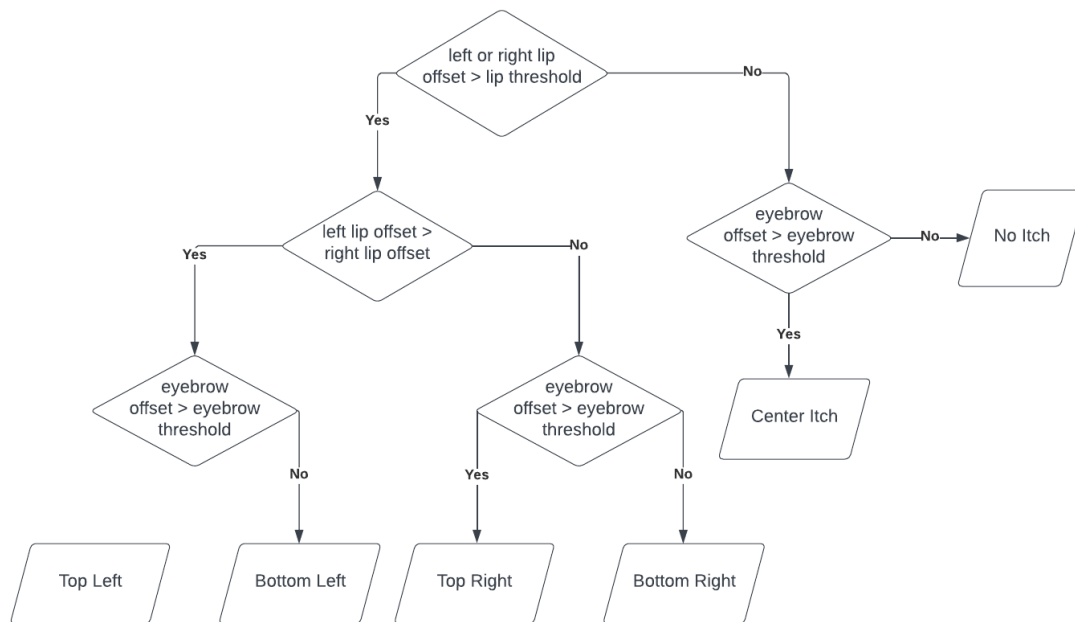 left or right lip
offset > lip threshold
No
Yes
left lip offset >
right lip offset
eyebrow
offset > eyebrow
threshold
No
No Itch
Yes
No
Yes
eyebrow
offset > eyebrow
threshold
eyebrow
offset > eyebrow
threshold
Center Itch
No
Yes
No
Top Left
Bottom Left
Top Right
Bottom Right